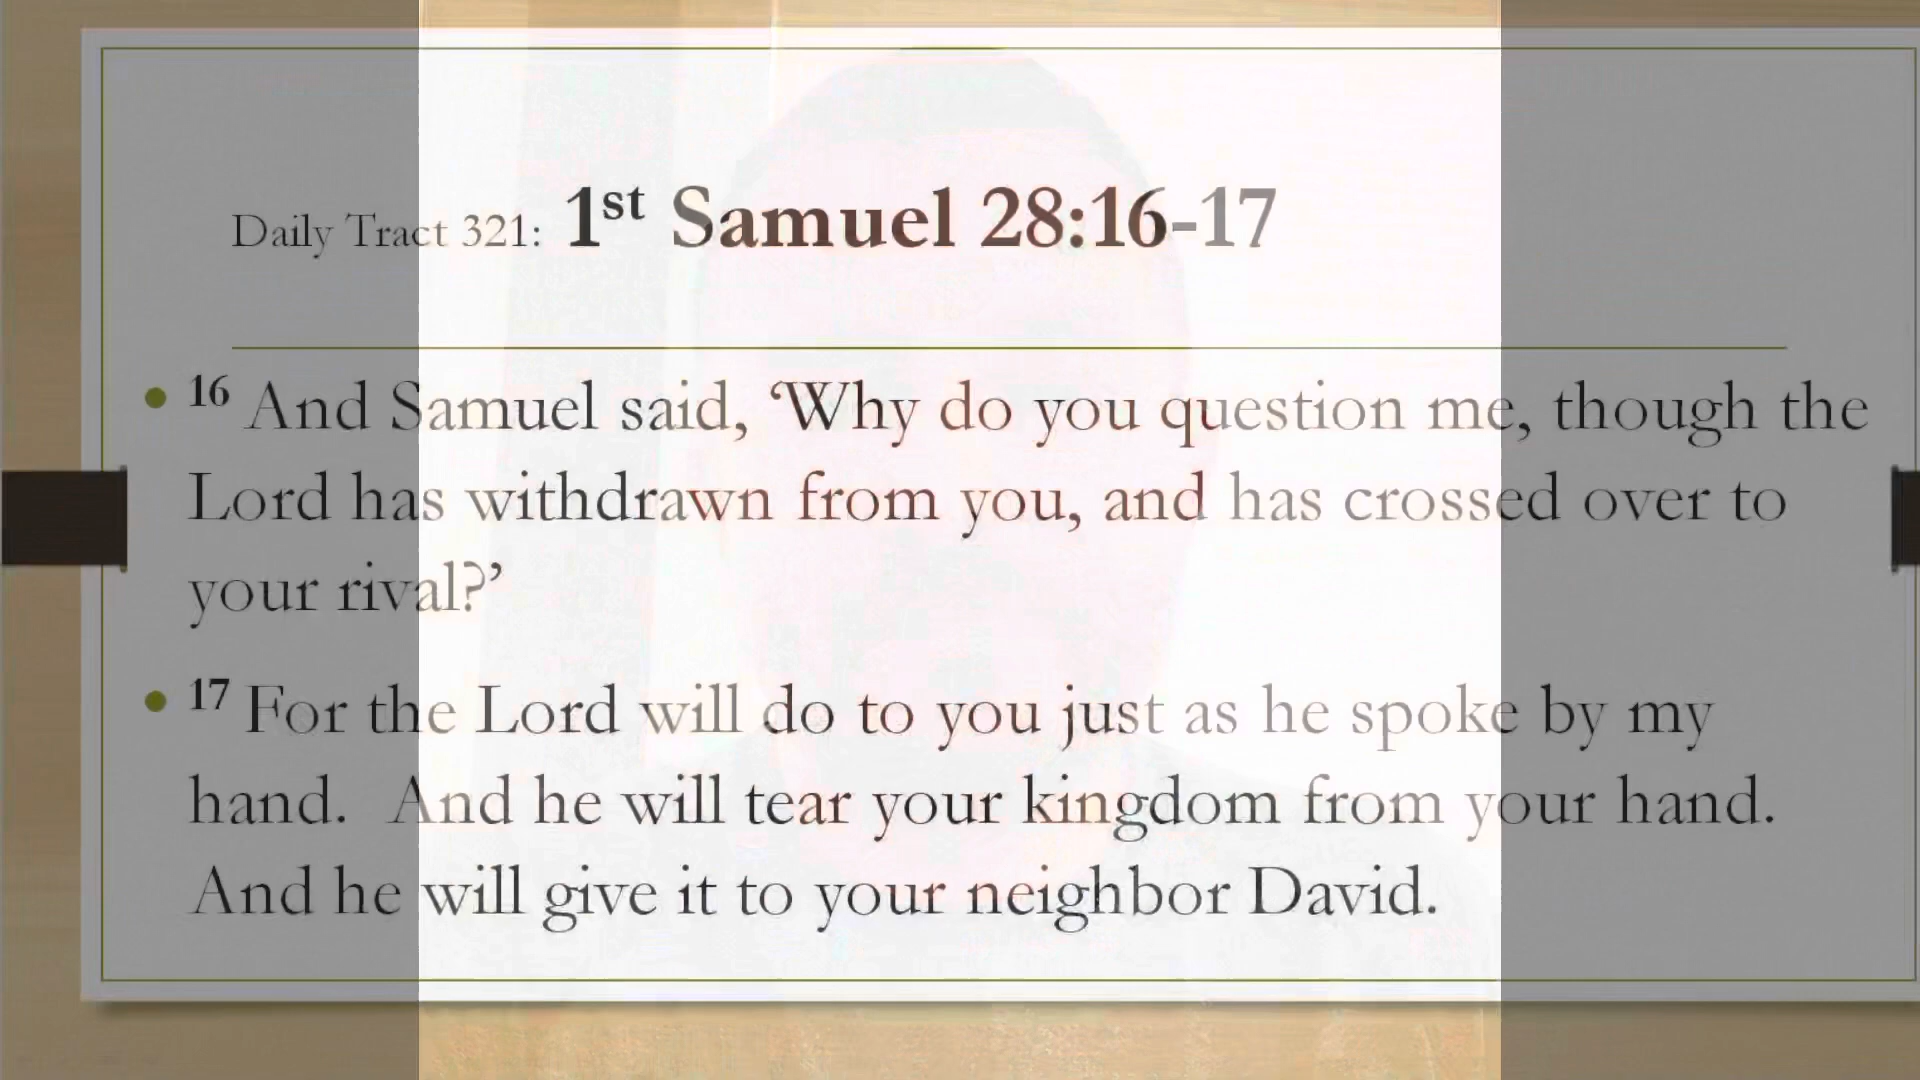 Daily Tract 321: 1st Samuel 28:16-17
• 16 And Samuel said, ‘Why do you question me, though the
Lord has withdrawn from you, and has crossed over to
your rival?’
• 17 For the Lord will do to you just as he spoke by my
hand.  And he will tear your kingdom from your hand.
And he will give it to your neighbor David.